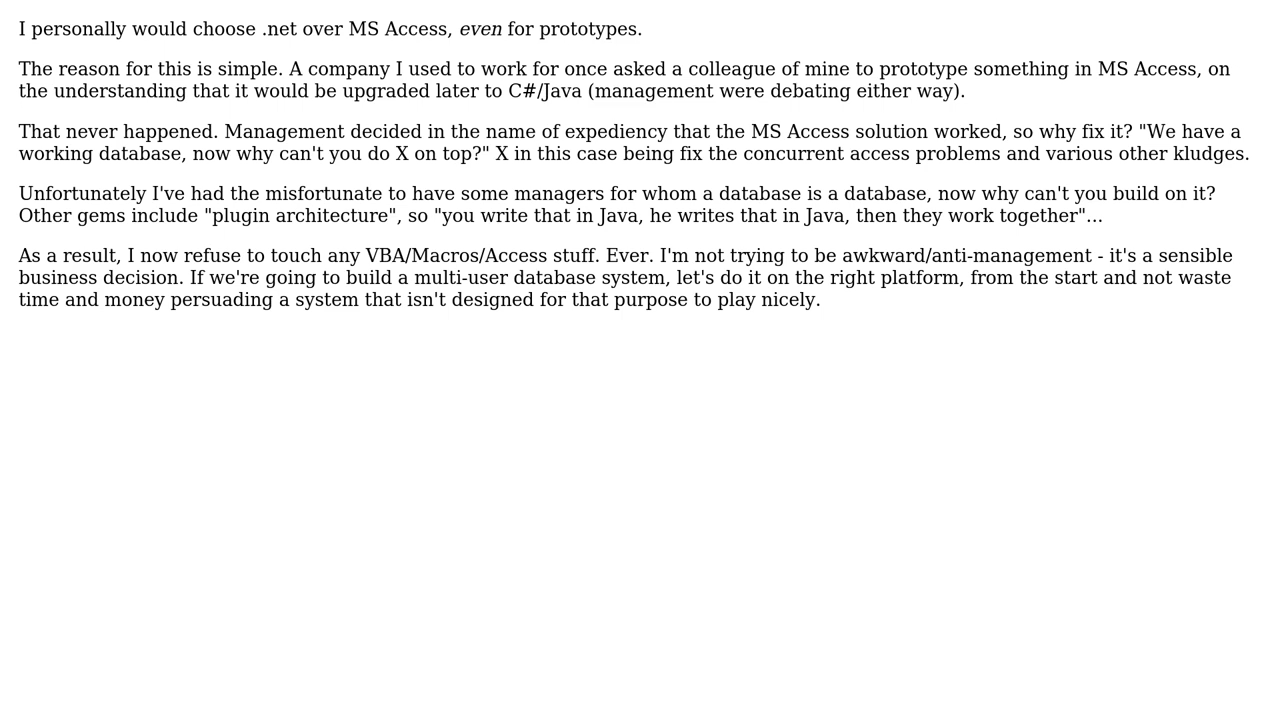 I personally would choose .net over MS Access, even for prototypes.
The reason for this is simple. A company I used to work for once asked a colleague of mine to prototype something in MS Access, on
the understanding that it would be upgraded later to C#/Java (management were debating either way).
That never happened. Management decided in the name of expediency that the MS Access solution worked, so why fix it? "We have a
working database, now why can't you do X on top?" X in this case being fix the concurrent access problems and various other kludges.
Unfortunately I've had the misfortunate to have some managers for whom a database is a database, now why can't you build on it?
Other gems include "plugin architecture", so "you write that in Java, he writes that in Java, then they work together"...
As a result, I now refuse to touch any VBA/Macros/Access stuff. Ever. I'm not trying to be awkward/anti-management - it's a sensible
business decision. If we're going to build a multi-user database system, let's do it on the right platform, from the start and not waste
time and money persuading a system that isn't designed for that purpose to play nicely.